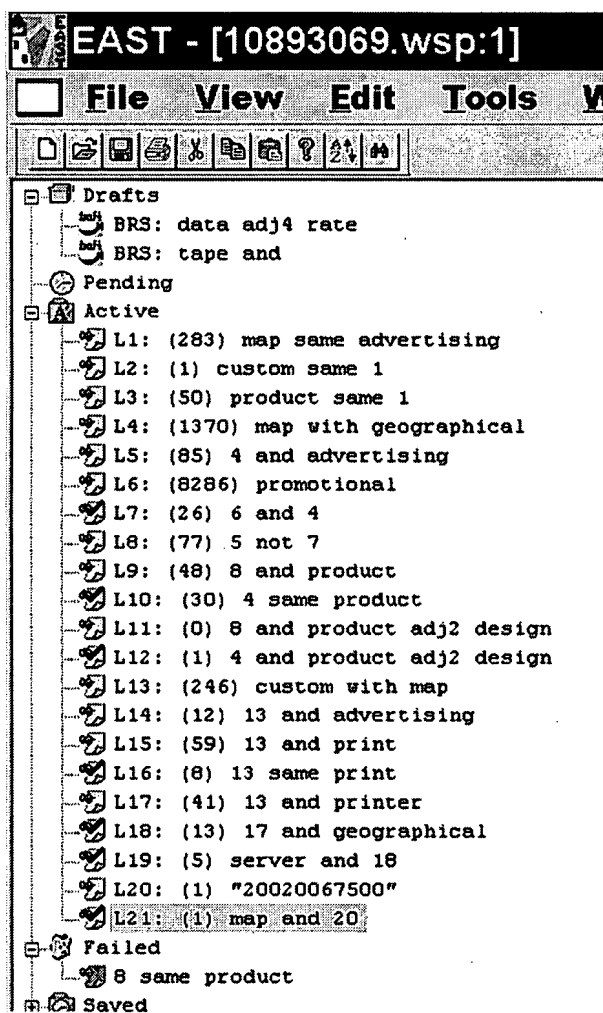 EAST - [10893069.wsp:1]
File View Edit Tools W
Drafts
BRS: data adj4 rate
BRS: tape and
Pending
Active
L1: (283) map same advertising
L2: (1) custom same 1
L3: (50) product same 1
L4: (1370) map with geographical
L5: (85) 4 and advertising
L6: (8286) promotional
L7: (26) 6 and 4
L8: (77) 5 not 7
L9: (48) 8 and product
L10: (30) 4 same product
L11: (0) 8 and product adj2 design
L12: (1) 4 and product adj2 design
L13: (246) custom with map
L14: (12) 13 and advertising
L15: (59) 13 and print
L16: (8) 13 same print
L17: (41) 13 and printer
L18: (13) 17 and geographical
L19: (5) server and 18
L20: (1) "20020067500"
L21: (1) map and 20
Failed
8 same product
Saved